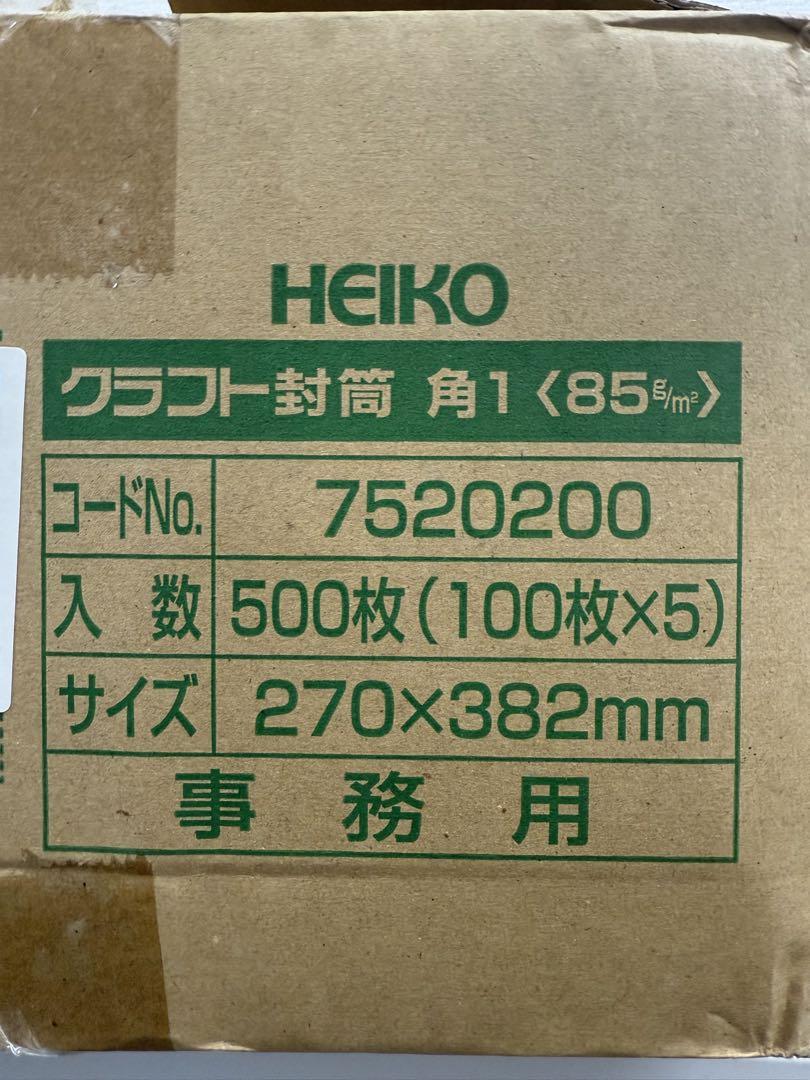 HEIKO
クラフト封筒 角1〈85g/m²〉
コードNo. 7520200
入数 500枚(100枚×5)
サイズ 270×382mm
事務用